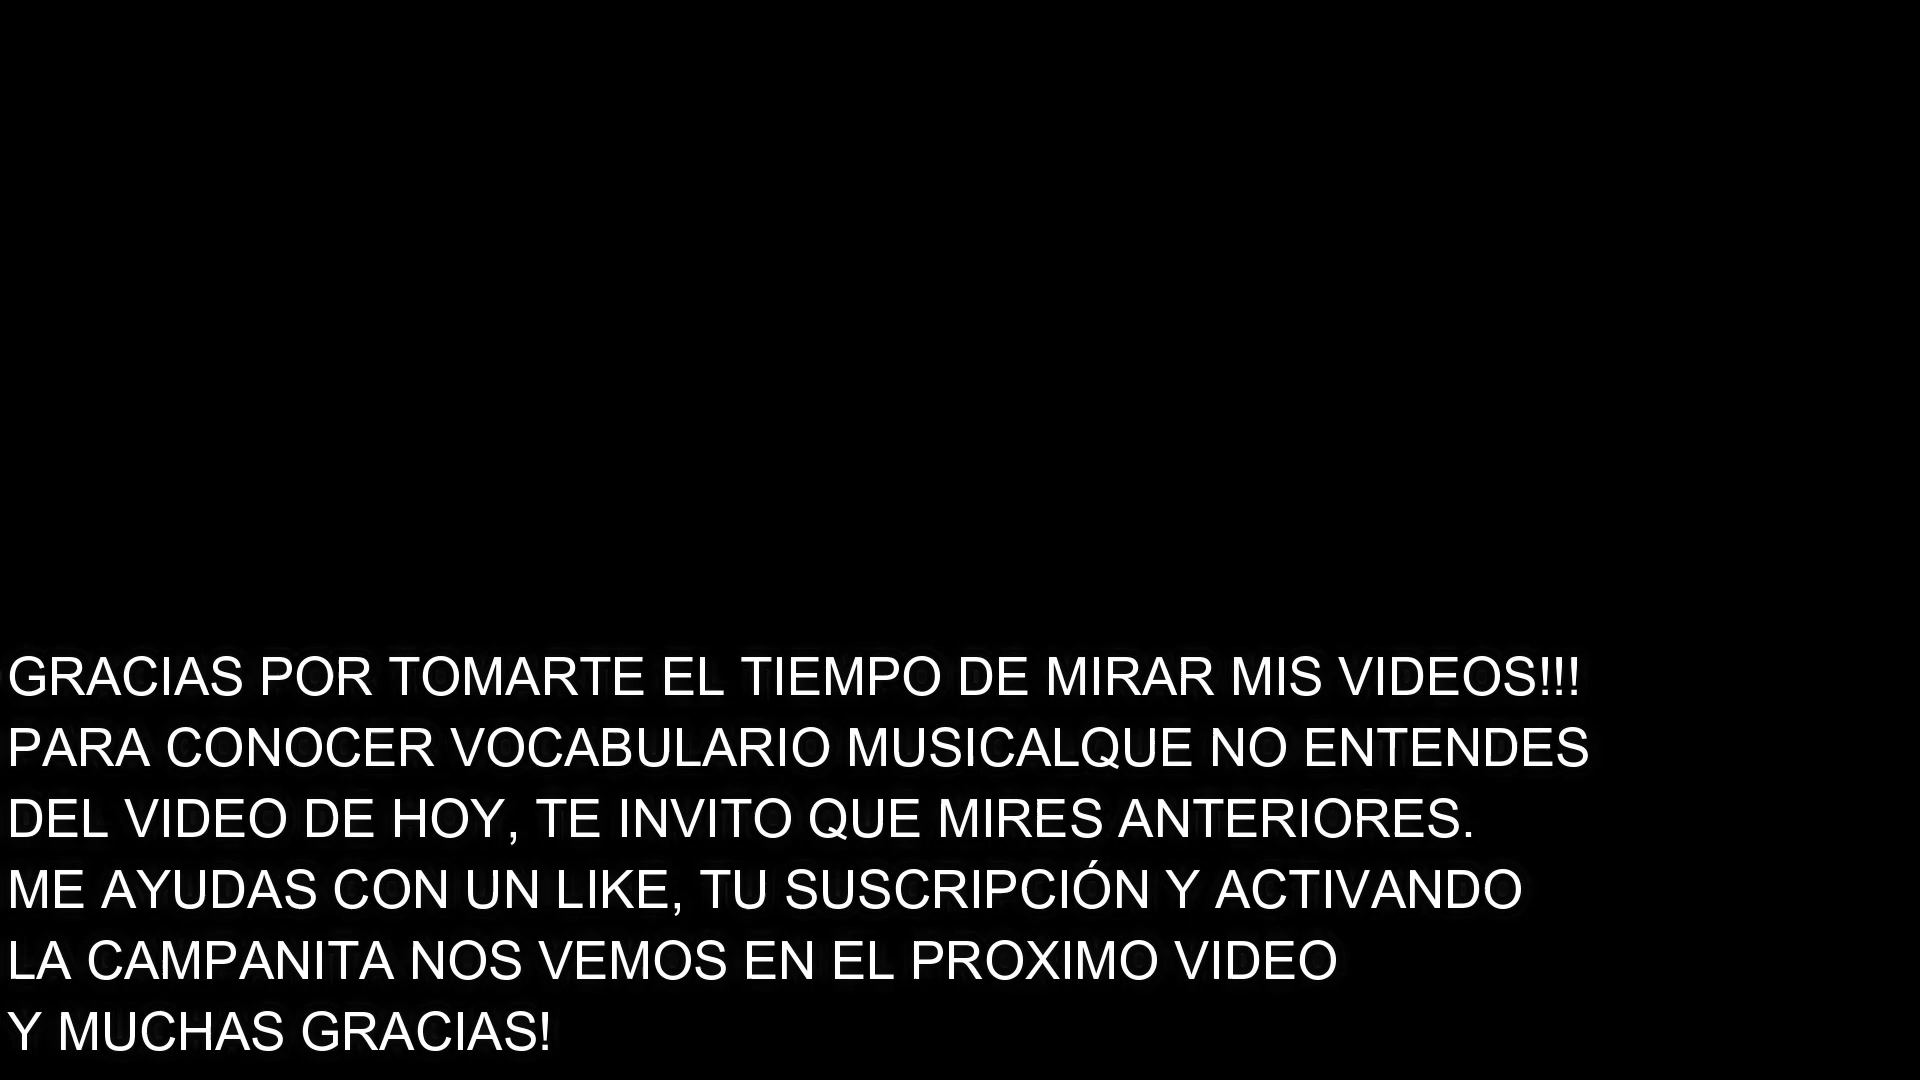 GRACIAS POR TOMARTE EL TIEMPO DE MIRAR MIS VIDEOS!!!
PARA CONOCER VOCABULARIO MUSICALQUE NO ENTENDES
DEL VIDEO DE HOY, TE INVITO QUE MIRES ANTERIORES.
ME AYUDAS CON UN LIKE, TU SUSCRIPCIÓN Y ACTIVANDO
LA CAMPANITA NOS VEMOS EN EL PROXIMO VIDEO
Y MUCHAS GRACIAS!